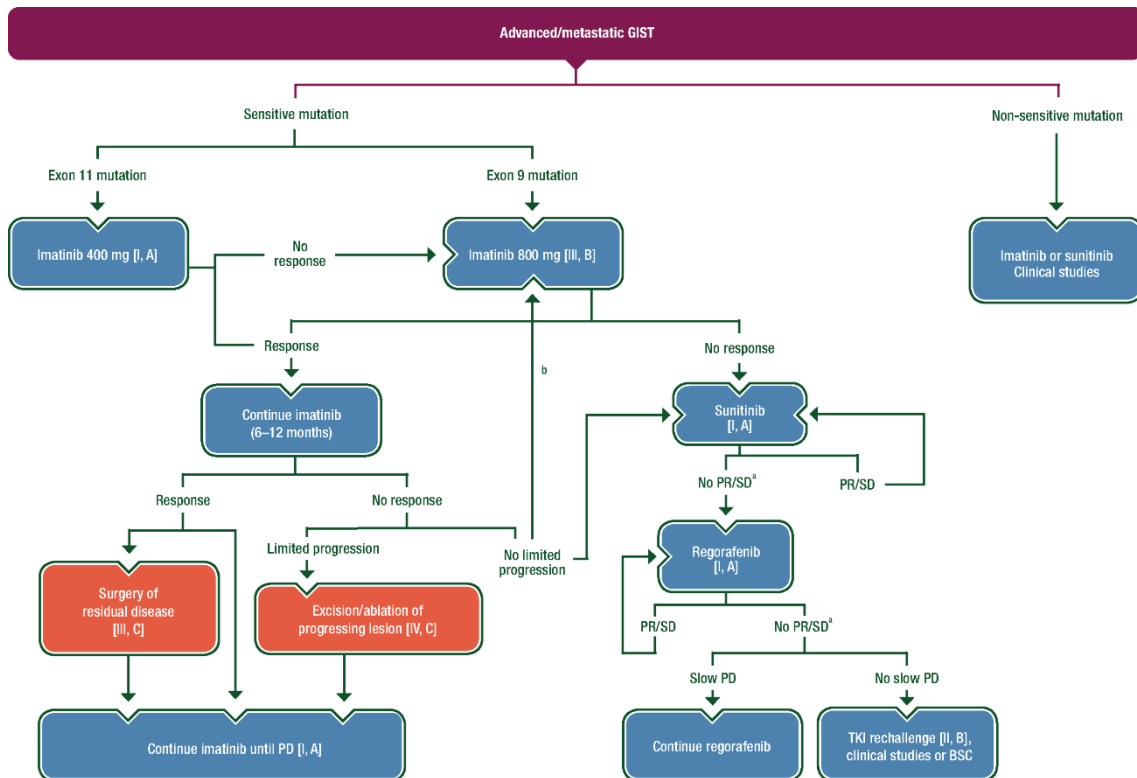 Advanced/metastatic GIST
Sensitive mutation
Non-sensitive mutation
Exon 11 mutation
Exon 9 mutation
Imatinib 400 mg [I, A]
No
response
Imatinib 800 mg [III, B]
Imatinib or sunitinib
Clinical studies
Response
b
No response
Continue imatinib
(6–12 months)
Sunitinib
[I, A]
Response
No response
No PR/SDª
PR/SD
Limited progression
No limited
progression
Regorafenib
[I, A]
Surgery of
residual disease
[III, C]
Excision/ablation of
progressing lesion [IV, C]
PR/SD
No PR/SDª
Slow PD
No slow PD
Continue imatinib until PD [I, A]
Continue regorafenib
TKI rechallenge [II, B],
clinical studies or BSC